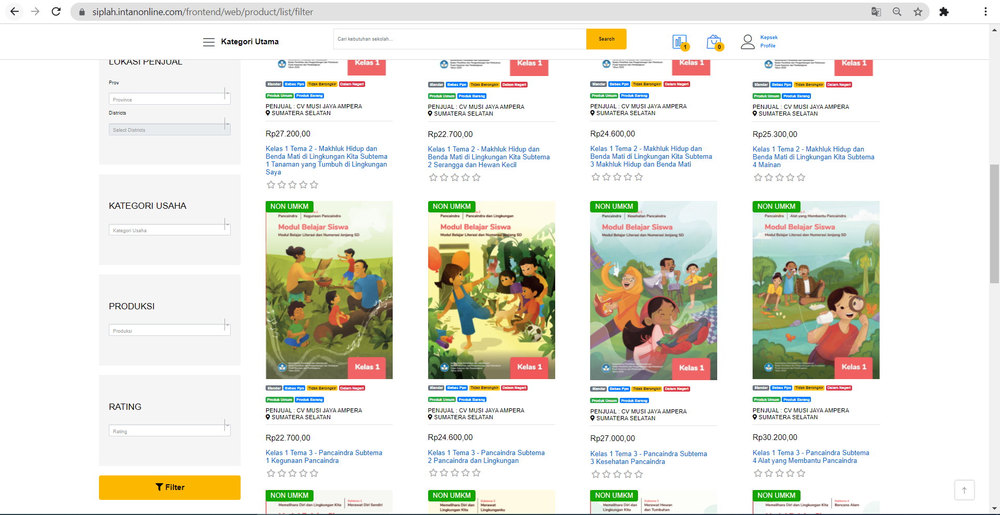 siplah.intanonline.com/frontend/web/product/list/filter
Kategori Utama
Cari kebutuhan sekolah...
Search
1
0
Kepsek
Profile
LOKASI PENJUAL
Prov
Province
Districts
Select Districts
KATEGORI USAHA
Kategori Usaha
PRODUKSI
Produksi
RATING
Rating
Filter
Kelas 1
Kelas 1
Kelas 1
Kelas 1
Standar Bebas Ppn Tidak Berongkir Dalam Negeri
Produk Umum Produk Barang
PENJUAL : CV MUSI JAYA AMPERA
SUMATERA SELATAN
Rp27.200,00
Kelas 1 Tema 2 - Makhluk Hidup dan
Benda Mati di Lingkungan Kita Subtema
1 Tanaman yang Tumbuh di Lingkungan
Saya
Standar Bebas Ppn Tidak Berongkir Dalam Negeri
Produk Umum Produk Barang
PENJUAL : CV MUSI JAYA AMPERA
SUMATERA SELATAN
Rp22.700,00
Kelas 1 Tema 2 - Makhluk Hidup dan
Benda Mati di Lingkungan Kita Subtema
2 Serangga dan Hewan Kecil
Standar Bebas Ppn Tidak Berongkir Dalam Negeri
Produk Umum Produk Barang
PENJUAL : CV MUSI JAYA AMPERA
SUMATERA SELATAN
Rp24.600,00
Kelas 1 Tema 2 - Makhluk Hidup dan
Benda Mati di Lingkungan Kita Subtema
3 Makhluk Hidup dan Benda Mati
Standar Bebas Ppn Tidak Berongkir Dalam Negeri
Produk Umum Produk Barang
PENJUAL : CV MUSI JAYA AMPERA
SUMATERA SELATAN
Rp25.300,00
Kelas 1 Tema 2 - Makhluk Hidup dan
Benda Mati di Lingkungan Kita Subtema
4 Mainan
NON UMKM
Pancaindra Kegunaan Pancaindra
Modul Belajar Siswa
Modul Belajar Literasi dan Numerasi Jenjang SD
Kelas 1
Standar Bebas Ppn Tidak Berongkir Dalam Negeri
Produk Umum Produk Barang
PENJUAL : CV MUSI JAYA AMPERA
SUMATERA SELATAN
Rp22.700,00
Kelas 1 Tema 3 - Pancaindra Subtema
1 Kegunaan Pancaindra
NON UMKM
Pancaindra Pancaindra dan Lingkungan
Modul Belajar Siswa
Modul Belajar Literasi dan Numerasi Jenjang SD
Kelas 1
Standar Bebas Ppn Tidak Berongkir Dalam Negeri
Produk Umum Produk Barang
PENJUAL : CV MUSI JAYA AMPERA
SUMATERA SELATAN
Rp24.600,00
Kelas 1 Tema 3 - Pancaindra Subtema
2 Pancaindra dan Lingkungan
NON UMKM
Pancaindra Kesehatan Pancaindra
Modul Belajar Siswa
Modul Belajar Literasi dan Numerasi Jenjang SD
Kelas 1
Standar Bebas Ppn Tidak Berongkir Dalam Negeri
Produk Umum Produk Barang
PENJUAL : CV MUSI JAYA AMPERA
SUMATERA SELATAN
Rp27.000,00
Kelas 1 Tema 3 - Pancaindra Subtema
3 Kesehatan Pancaindra
NON UMKM
Pancaindra Alat yang Membantu Pancaindra
Modul Belajar Siswa
Modul Belajar Literasi dan Numerasi Jenjang SD
Kelas 1
Standar Bebas Ppn Tidak Berongkir Dalam Negeri
Produk Umum Produk Barang
PENJUAL : CV MUSI JAYA AMPERA
SUMATERA SELATAN
Rp30.200,00
Kelas 1 Tema 3 - Pancaindra Subtema
4 Alat yang Membantu Pancaindra
NON UMKM
Subtema 1
Memelihara Diri dan Lingkungan Kita Merawat Diri Sendiri
NON UMKM
Subtema 2
Memelihara Diri dan Merawat
Lingkungan Kita Lingkunganku
NON UMKM
Subtema 3
Memelihara Diri dan Merawat Hewan
Lingkungan Kita dan Tumbuhan
NON UMKM
Subtema 4
Memelihara Diri dan Lingkungan Kita Bencana Alam